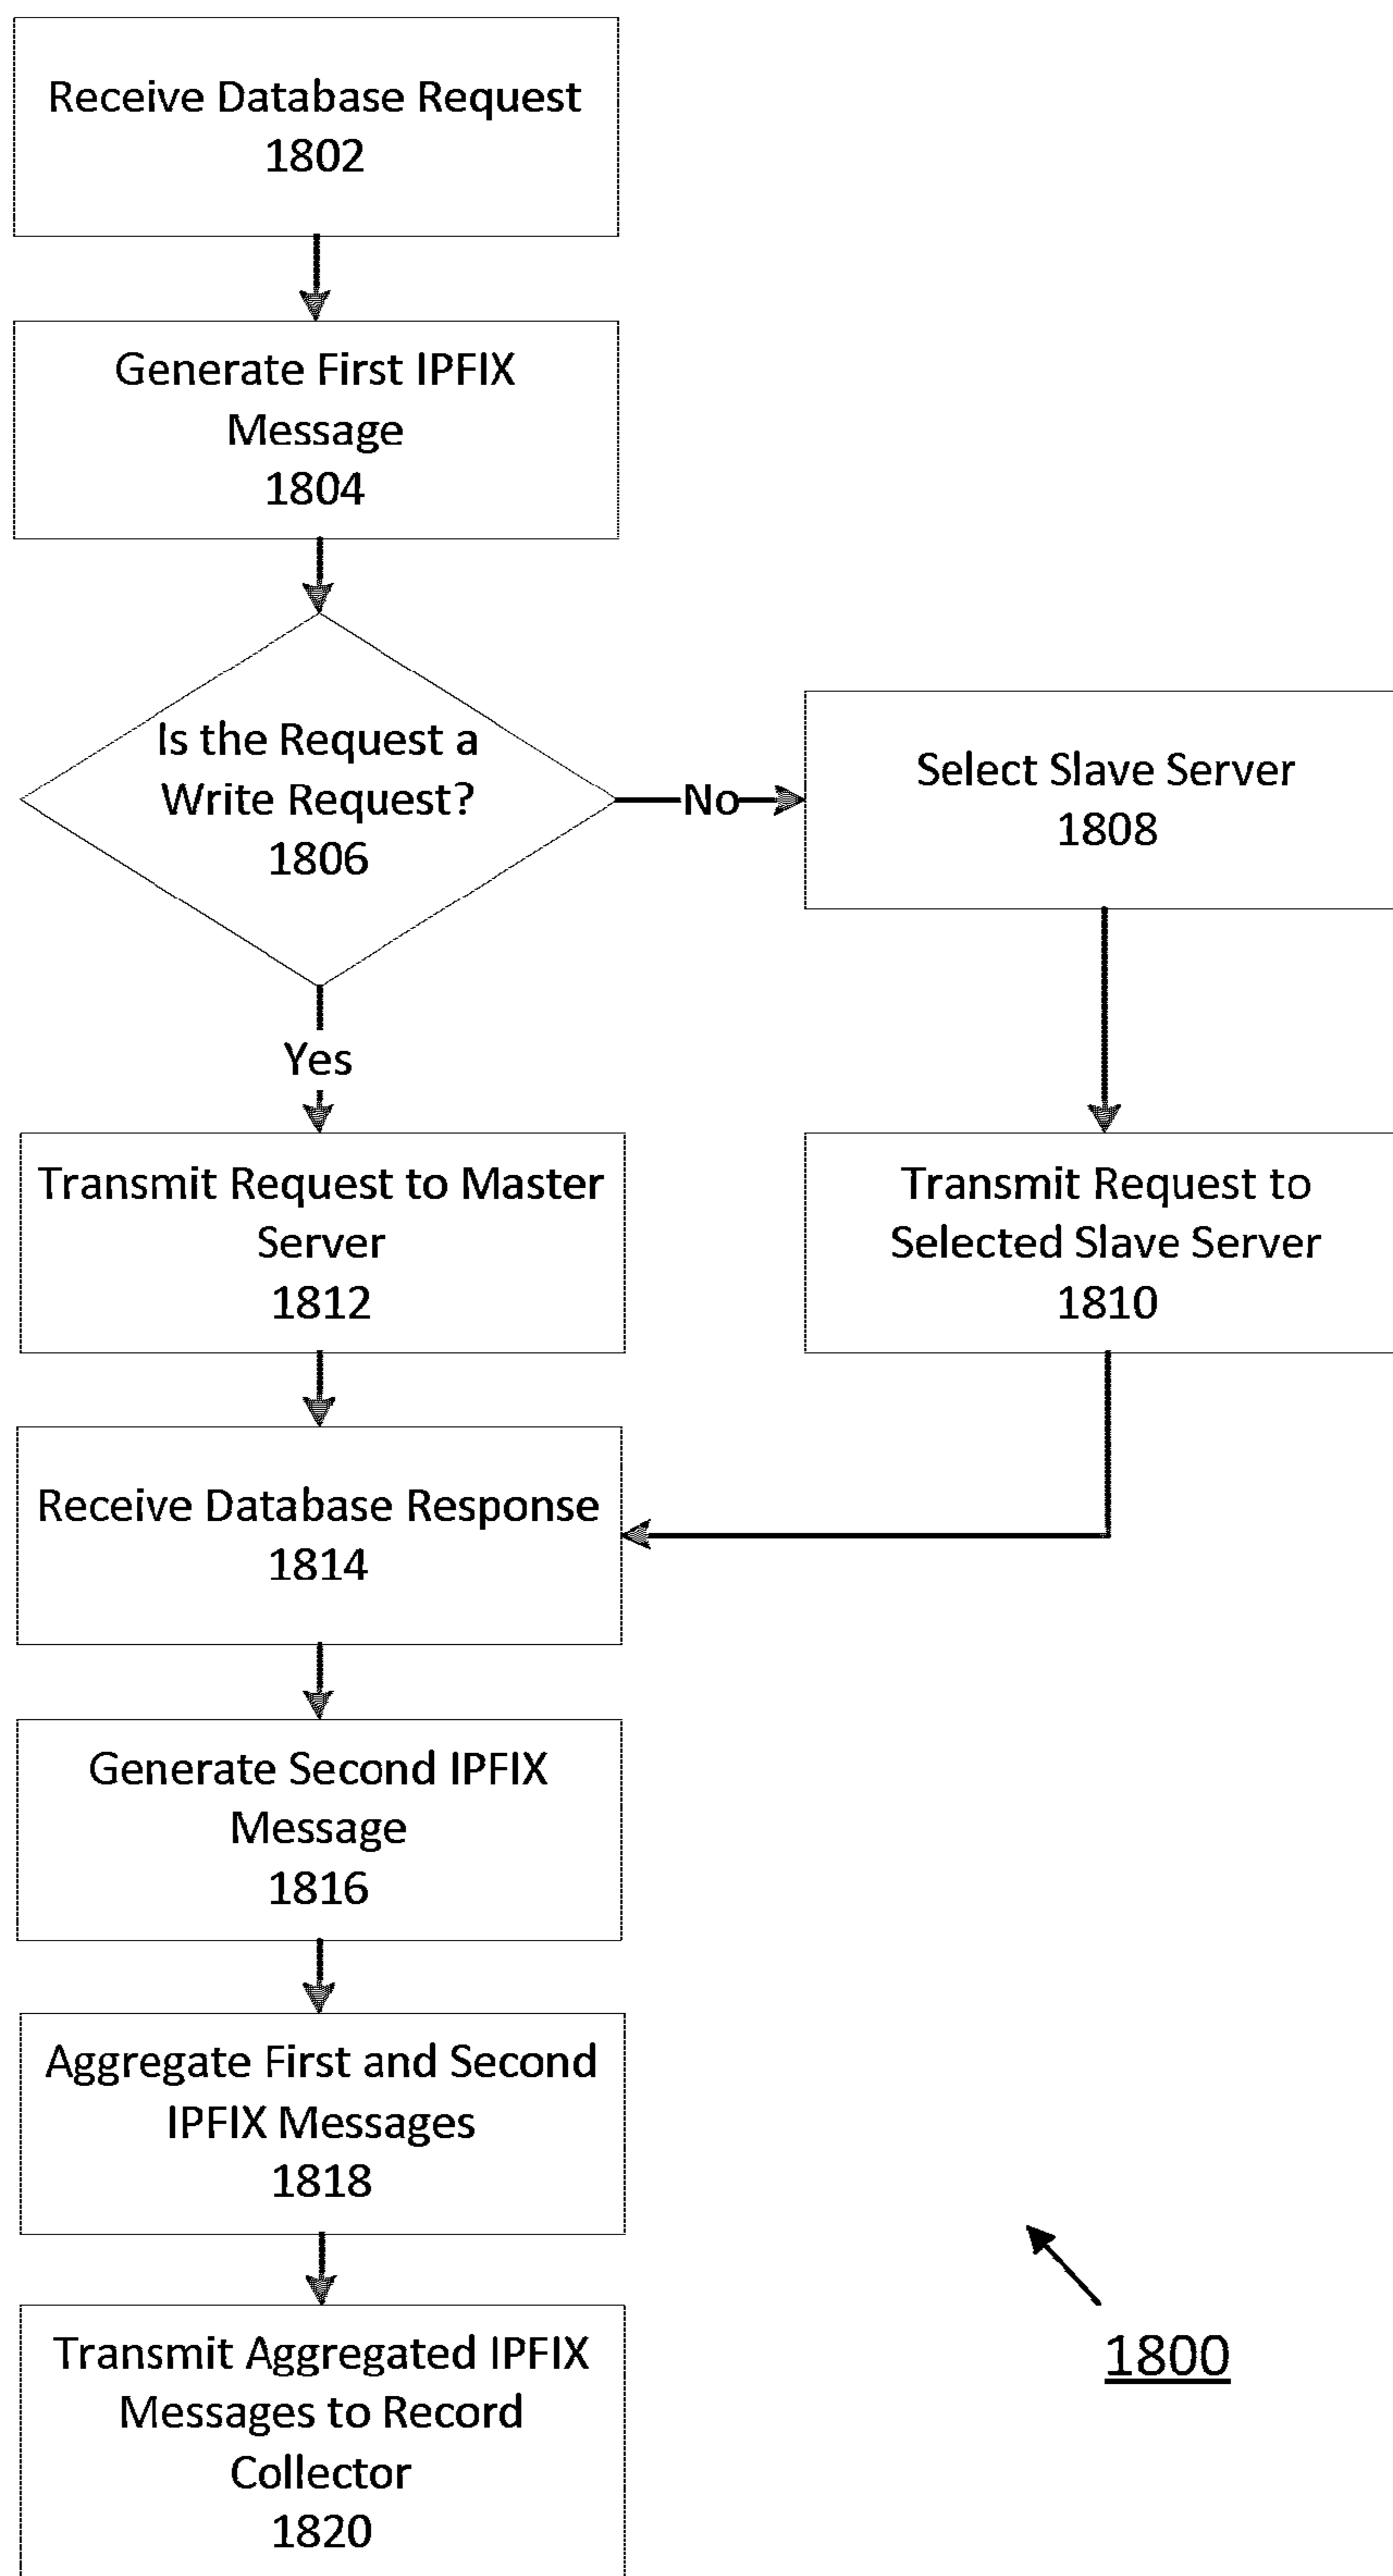 Receive Database Request
1802
Generate First IPFIX
Message
1804
Is the Request a
Write Request?
1806
No
Select Slave Server
1808
Yes
Transmit Request to Master
Server
1812
Transmit Request to
Selected Slave Server
1810
Receive Database Response
1814
Generate Second IPFIX
Message
1816
Aggregate First and Second
IPFIX Messages
1818
Transmit Aggregated IPFIX
Messages to Record
Collector
1820
1800